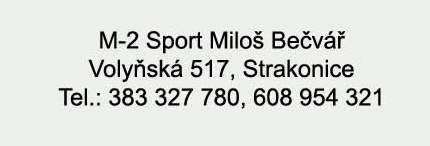 M-2 Sport Miloš Bečvář
Volyňská 517, Strakonice
Tel.: 383 327 780, 608 954 321